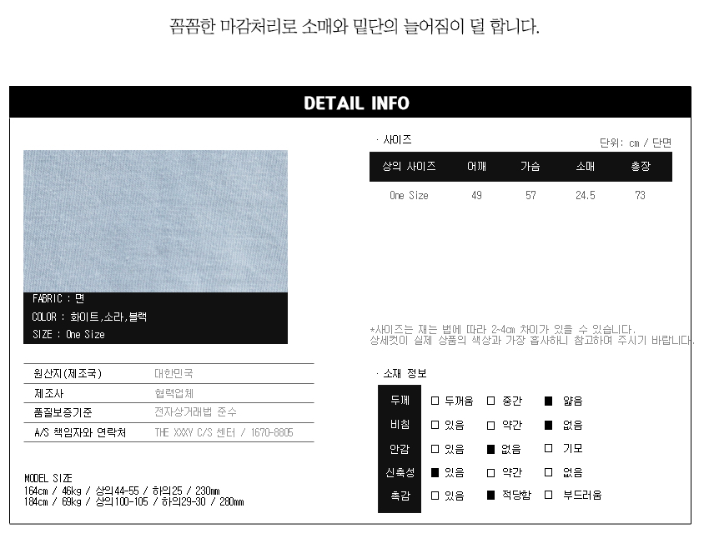 꼼꼼한 마감처리로 소매와 밑단의 늘어짐이 덜 합니다.
DETAIL INFO
FABRIC : 면
COLOR : 화이트,소라,블랙
SIZE : One Size
원산지(제조국) 대한민국
제조사 협력업체
품질보증기준 전자상거래법 준수
A/S 책임자와 연락처 THE XXXY C/S 센터 / 1670-8805
MODEL SIZE
164cm / 46kg / 상의44-55 / 하의25 / 230mm
184cm / 69kg / 상의100-105 / 하의29-30 / 280mm
· 사이즈 단위: cm / 단면
상의 사이즈 어깨 가슴 소매 총장
One Size 49 57 24.5 73
*사이즈는 재는 법에 따라 2-4cm 차이가 있을 수 있습니다.
상세컷이 실제 상품의 색상과 가장 흡사하니 참고하여 주시기 바랍니다.
· 소재 정보
두께 □ 두꺼움 □ 중간 ■ 얇음
비침 □ 있음 □ 약간 ■ 없음
안감 □ 있음 ■ 없음 □ 기모
신축성 ■ 있음 □ 약간 □ 없음
촉감 □ 있음 ■ 적당함 □ 부드러움